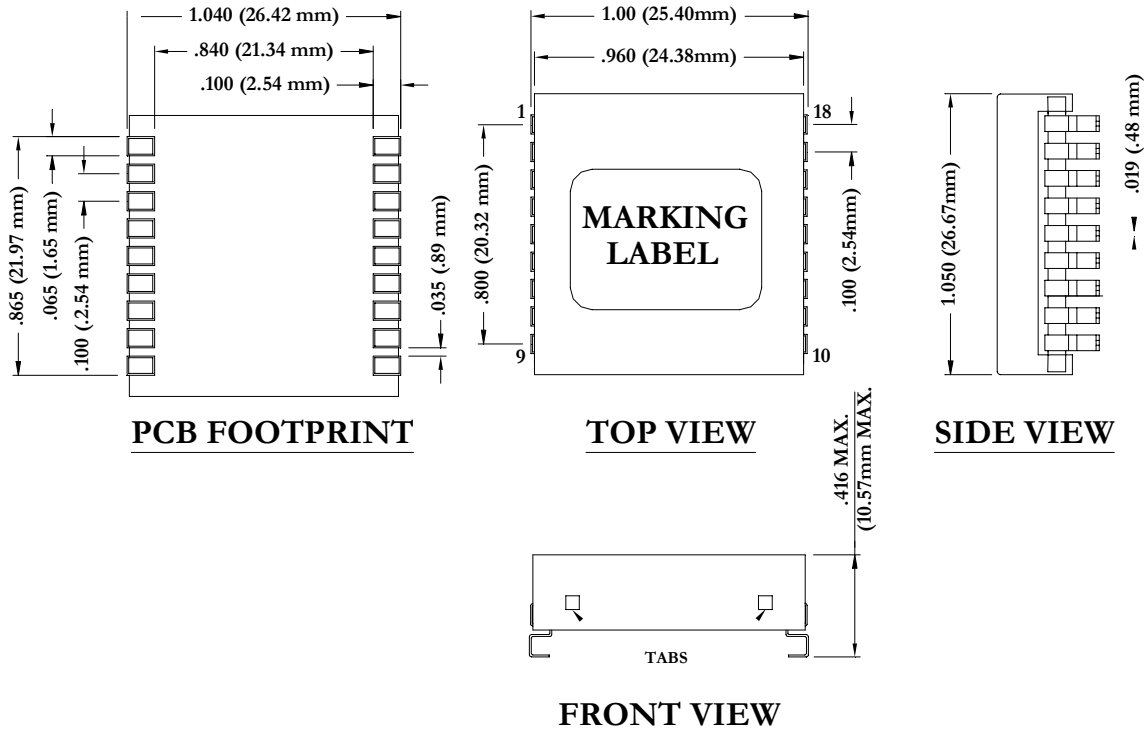 1.040 (26.42 mm)
.840 (21.34 mm)
.100 (2.54 mm)
.865 (21.97 mm)
.065 (1.65 mm)
.100 (.2.54 mm)
.035 (.89 mm)
PCB FOOTPRINT
1.00 (25.40mm)
.960 (24.38mm)
1
18
.800 (20.32 mm)
MARKING
LABEL
.100 (2.54mm)
9
10
TOP VIEW
1.050 (26.67mm)
.019 (.48 mm)
SIDE VIEW
.416 MAX.
(10.57mm MAX.
TABS
FRONT VIEW